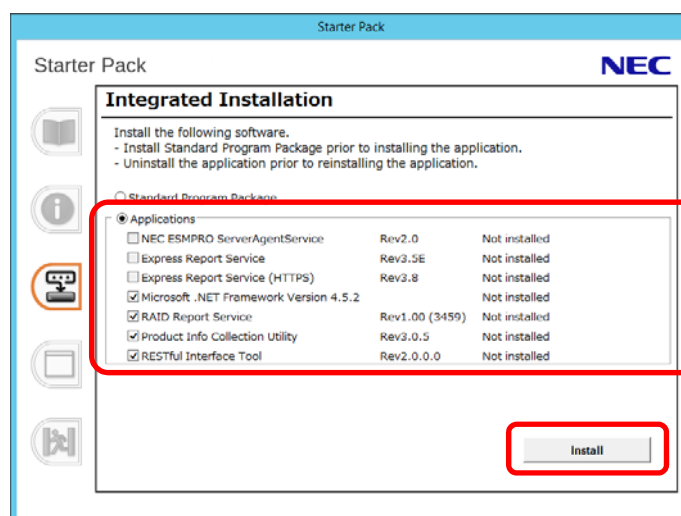 Starter Pack
Starter Pack
NEC
Integrated Installation
Install the following software.
- Install Standard Program Package prior to installing the application.
- Uninstall the application prior to reinstalling the application.
Standard Program Package
Applications
NEC ESMPRO ServerAgentService Rev2.0 Not installed
Express Report Service Rev3.5E Not installed
Express Report Service (HTTPS) Rev3.8 Not installed
Microsoft .NET Framework Version 4.5.2 Not installed
RAID Report Service Rev1.00 (3459) Not installed
Product Info Collection Utility Rev3.0.5 Not installed
RESTful Interface Tool Rev2.0.0.0 Not installed
Install